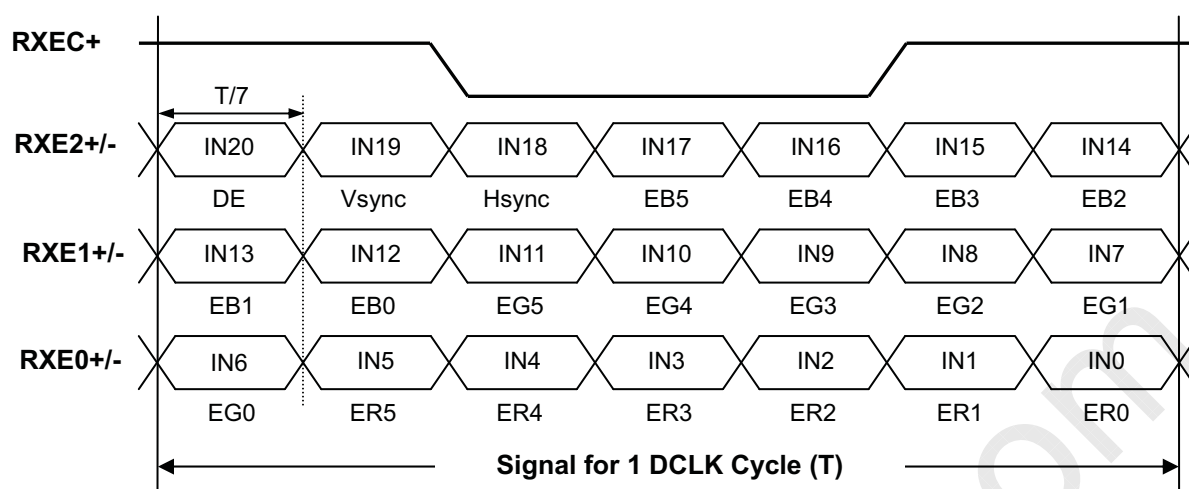 RXEC+
T/7
RXE2+/- IN20 IN19 IN18 IN17 IN16 IN15 IN14
DE Vsync Hsync EB5 EB4 EB3 EB2
RXE1+/- IN13 IN12 IN11 IN10 IN9 IN8 IN7
EB1 EB0 EG5 EG4 EG3 EG2 EG1
RXE0+/- IN6 IN5 IN4 IN3 IN2 IN1 IN0
EG0 ER5 ER4 ER3 ER2 ER1 ER0
Signal for 1 DCLK Cycle (T)
om